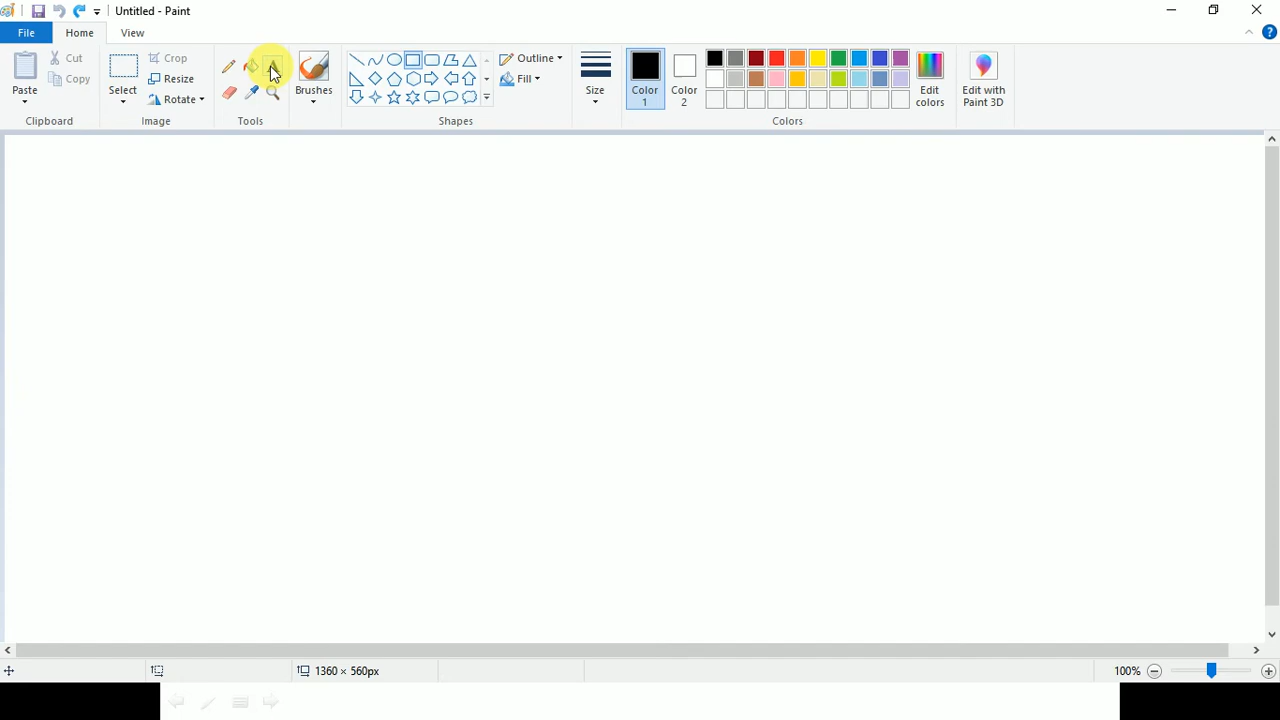 Untitled - Paint
File
Home
View
Paste
Cut
Copy
Clipboard
Select
Crop
Resize
Rotate
Image
Tools
Brushes
Shapes
Outline
Fill
Size
Color
1
Color
2
Colors
Edit
colors
Edit with
Paint 3D
1360 × 560px
100%